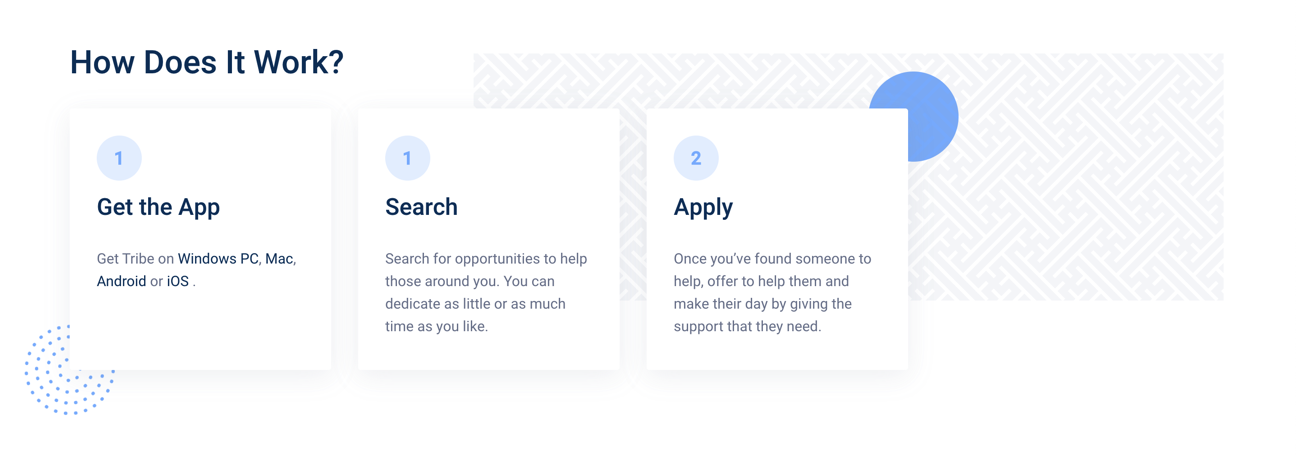 How Does It Work?
1
Get the App
Get Tribe on Windows PC, Mac,
Android or iOS .
1
Search
Search for opportunities to help
those around you. You can
dedicate as little or as much
time as you like.
2
Apply
Once you’ve found someone to
help, offer to help them and
make their day by giving the
support that they need.